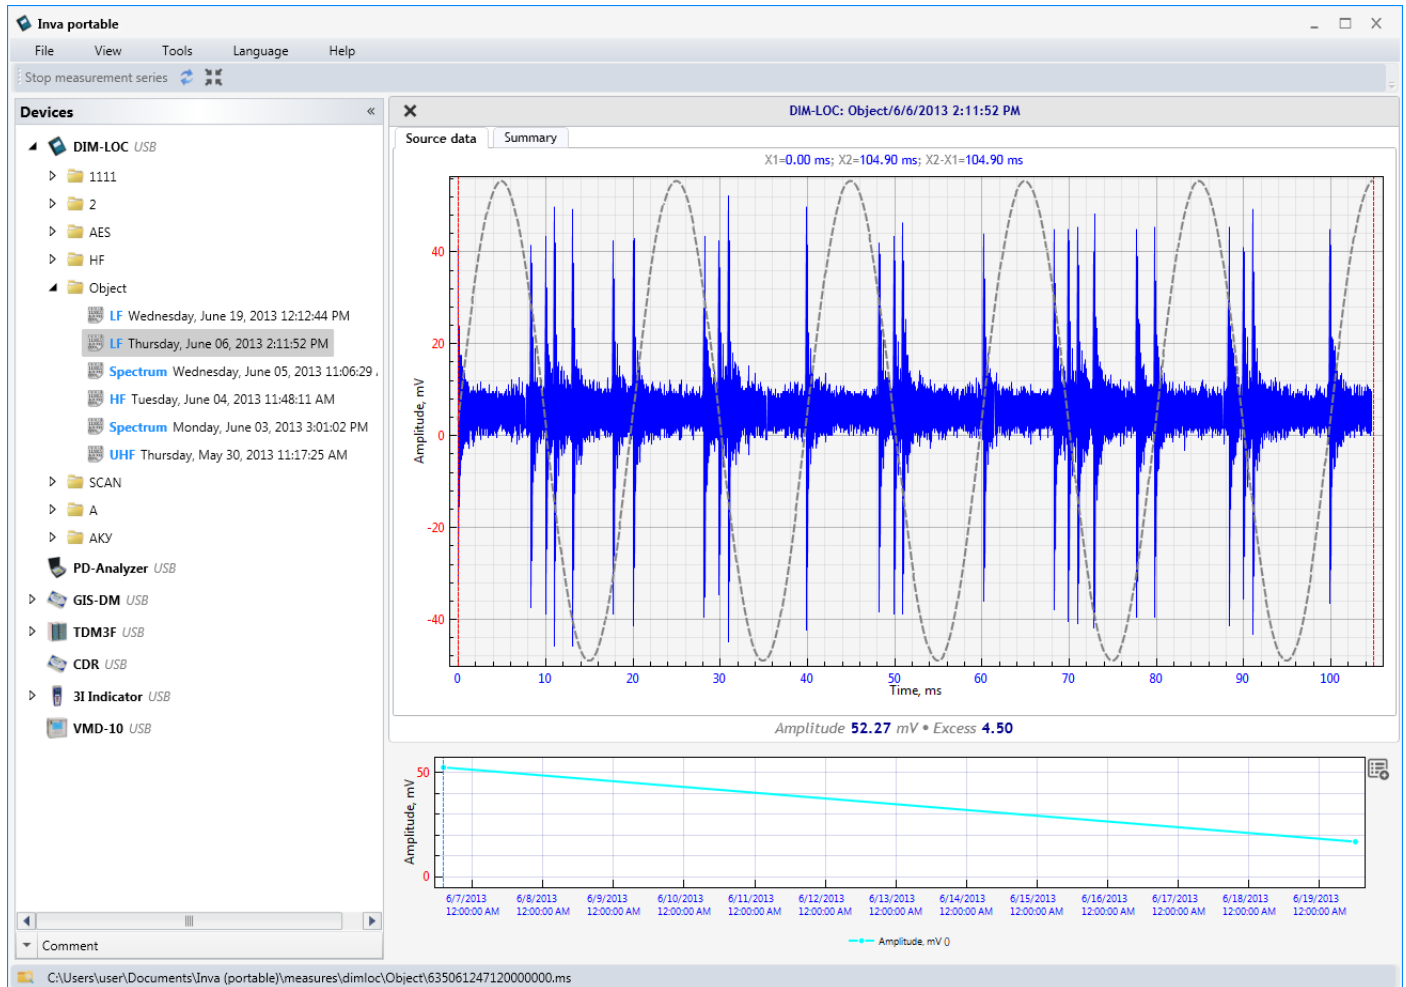 Inva portable
File View Tools Language Help
Stop measurement series
Devices «
DIM-LOC USB
1111
2
AES
HF
Object
LF Wednesday, June 19, 2013 12:12:44 PM
LF Thursday, June 06, 2013 2:11:52 PM
Spectrum Wednesday, June 05, 2013 11:06:29
HF Tuesday, June 04, 2013 11:48:11 AM
Spectrum Monday, June 03, 2013 3:01:02 PM
UHF Thursday, May 30, 2013 11:17:25 AM
SCAN
A
АКУ
PD-Analyzer USB
GIS-DM USB
TDM3F USB
CDR USB
3I Indicator USB
VMD-10 USB
Comment
DIM-LOC: Object/6/6/2013 2:11:52 PM
Source data Summary
X1=0.00 ms; X2=104.90 ms; X2-X1=104.90 ms
Amplitude, mV
40
20
0
-20
-40
0 10 20 30 40 50 60 70 80 90 100
Time, ms
Amplitude 52.27 mV • Excess 4.50
Amplitude, mV
50
0
6/7/2013 6/8/2013 6/9/2013 6/10/2013 6/11/2013 6/12/2013 6/13/2013 6/14/2013 6/15/2013 6/16/2013 6/17/2013 6/18/2013 6/19/2013
12:00:00 AM 12:00:00 AM 12:00:00 AM 12:00:00 AM 12:00:00 AM 12:00:00 AM 12:00:00 AM 12:00:00 AM 12:00:00 AM 12:00:00 AM 12:00:00 AM 12:00:00 AM 12:00:00 AM
Amplitude, mV ()
C:\Users\user\Documents\Inva (portable)\measures\dimloc\Object\635061247120000000.ms